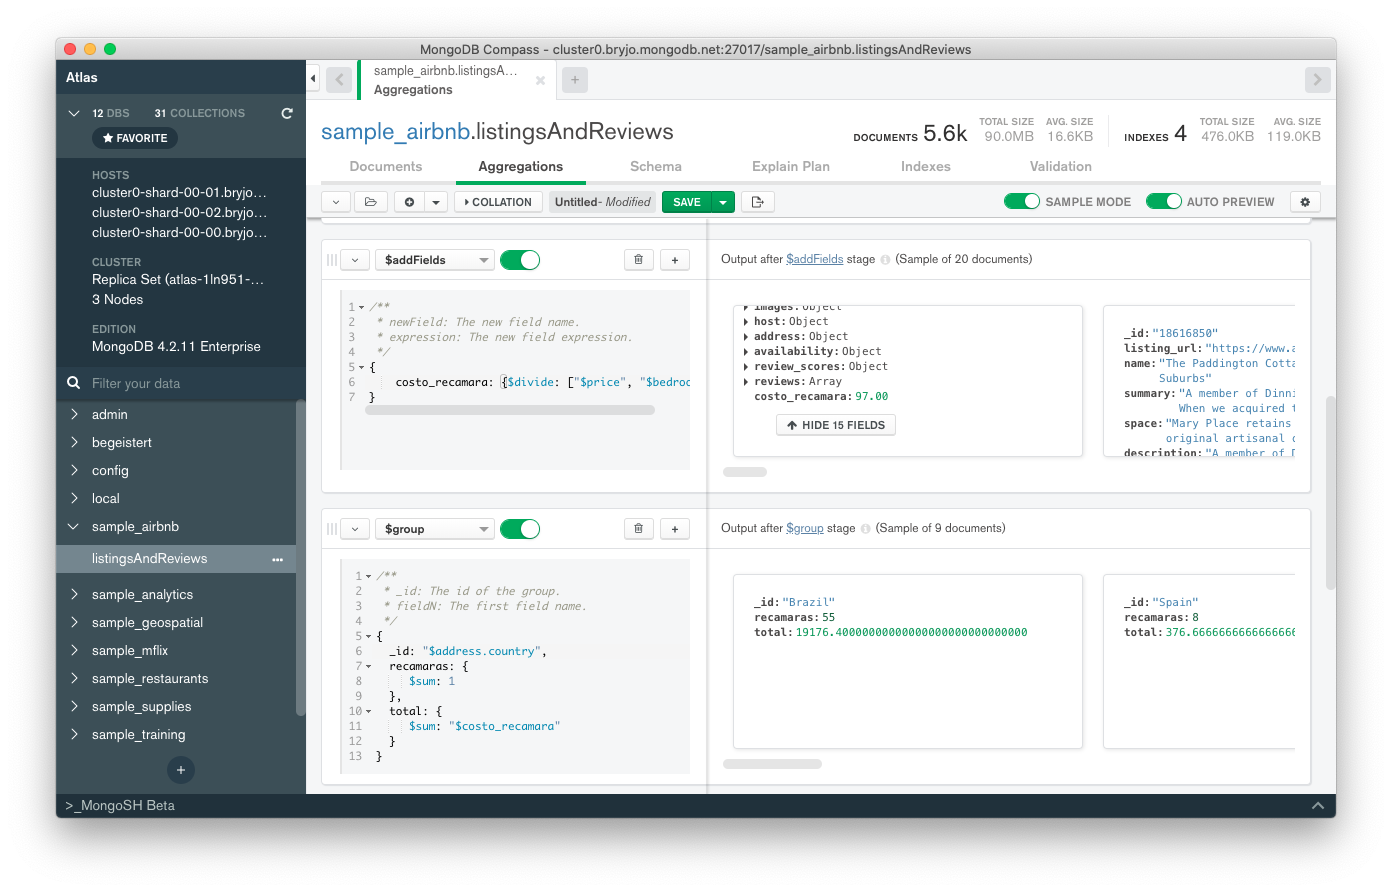 MongoDB Compass - cluster0.bryjo.mongodb.net:27017/sample_airbnb.listingsAndReviews
Atlas
12 DBS 31 COLLECTIONS
FAVORITE
HOSTS
cluster0-shard-00-01.bryjo...
cluster0-shard-00-02.bryjo...
cluster0-shard-00-00.bryjo...
CLUSTER
Replica Set (atlas-1ln951-...
3 Nodes
EDITION
MongoDB 4.2.11 Enterprise
Filter your data
admin
begeistert
config
local
sample_airbnb
listingsAndReviews
sample_analytics
sample_geospatial
sample_mflix
sample_restaurants
sample_supplies
sample_training
>_MongoSH Beta
sample_airbnb.listingsA...
Aggregations
sample_airbnb.listingsAndReviews
DOCUMENTS 5.6k
TOTAL SIZE
90.0MB
AVG. SIZE
16.6KB
INDEXES 4
TOTAL SIZE
476.0KB
AVG. SIZE
119.0KB
Documents Aggregations Schema Explain Plan Indexes Validation
COLLATION Untitled- Modified SAVE SAMPLE MODE AUTO PREVIEW
$addFields
1 /**
2 * newField: The new field name.
3 * expression: The new field expression.
4 */
5 {
6 costo_recamara: {$divide: ["$price", "$bedroo
7 }
Output after $addFields stage (Sample of 20 documents)
images: Object
host: Object
address: Object
availability: Object
review_scores: Object
reviews: Array
costo_recamara: 97.00
HIDE 15 FIELDS
_id: "18616850"
listing_url: "https://www.a
name: "The Paddington Cotta
Suburbs"
summary: "A member of Dinni
When we acquired t
space: "Mary Place retains
original artisanal c
description: "A member of D
$group
1 /**
2 * _id: The id of the group.
3 * fieldN: The first field name.
4 */
5 {
6 _id: "$address.country",
7 recamaras: {
8 $sum: 1
9 },
10 total: {
11 $sum: "$costo_recamara"
12 }
13 }
Output after $group stage (Sample of 9 documents)
_id: "Brazil"
recamaras: 55
total: 19176.40000000000000000000000000
_id: "Spain"
recamaras: 8
total: 376.6666666666666666